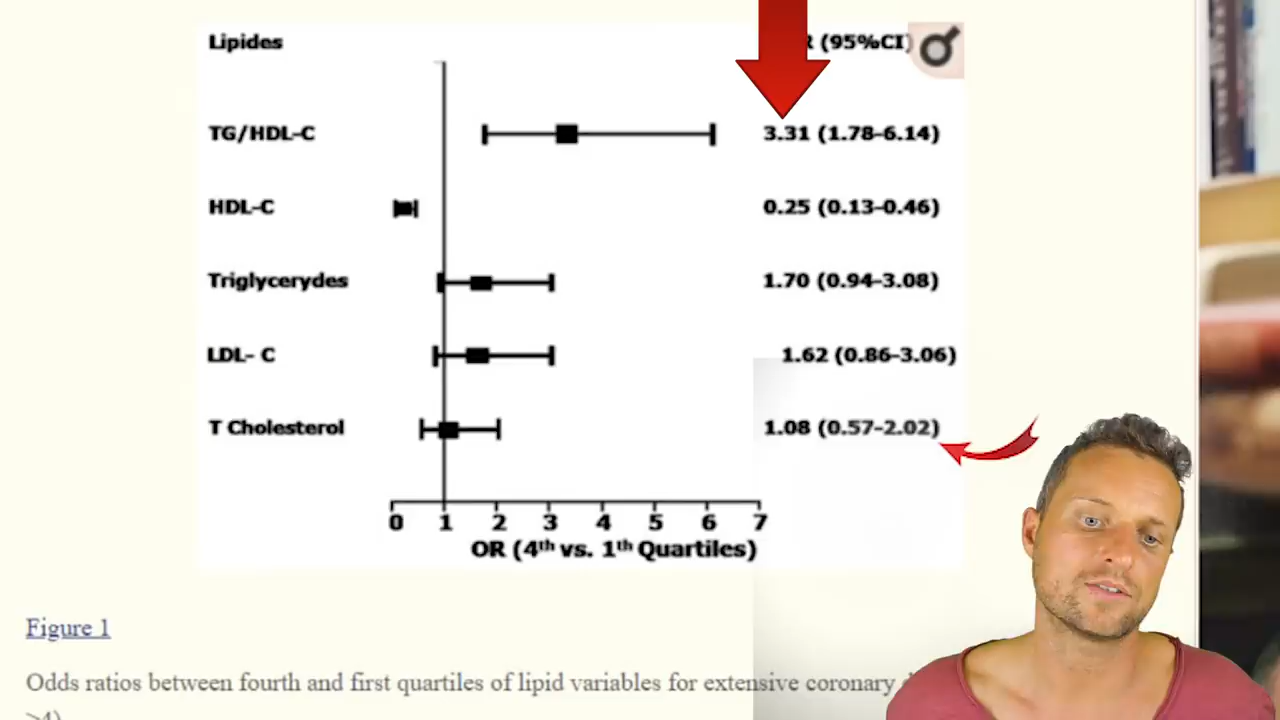 Lipides (95%CI)
TG/HDL-C 3.31 (1.78-6.14)
HDL-C 0.25 (0.13-0.46)
Triglycerydes 1.70 (0.94-3.08)
LDL- C 1.62 (0.86-3.06)
T Cholesterol 1.08 (0.57-2.02)
0 1 2 3 4 5 6 7
OR (4th vs. 1th Quartiles)
Figure 1
Odds ratios between fourth and first quartiles of lipid variables for extensive coronary
>4)